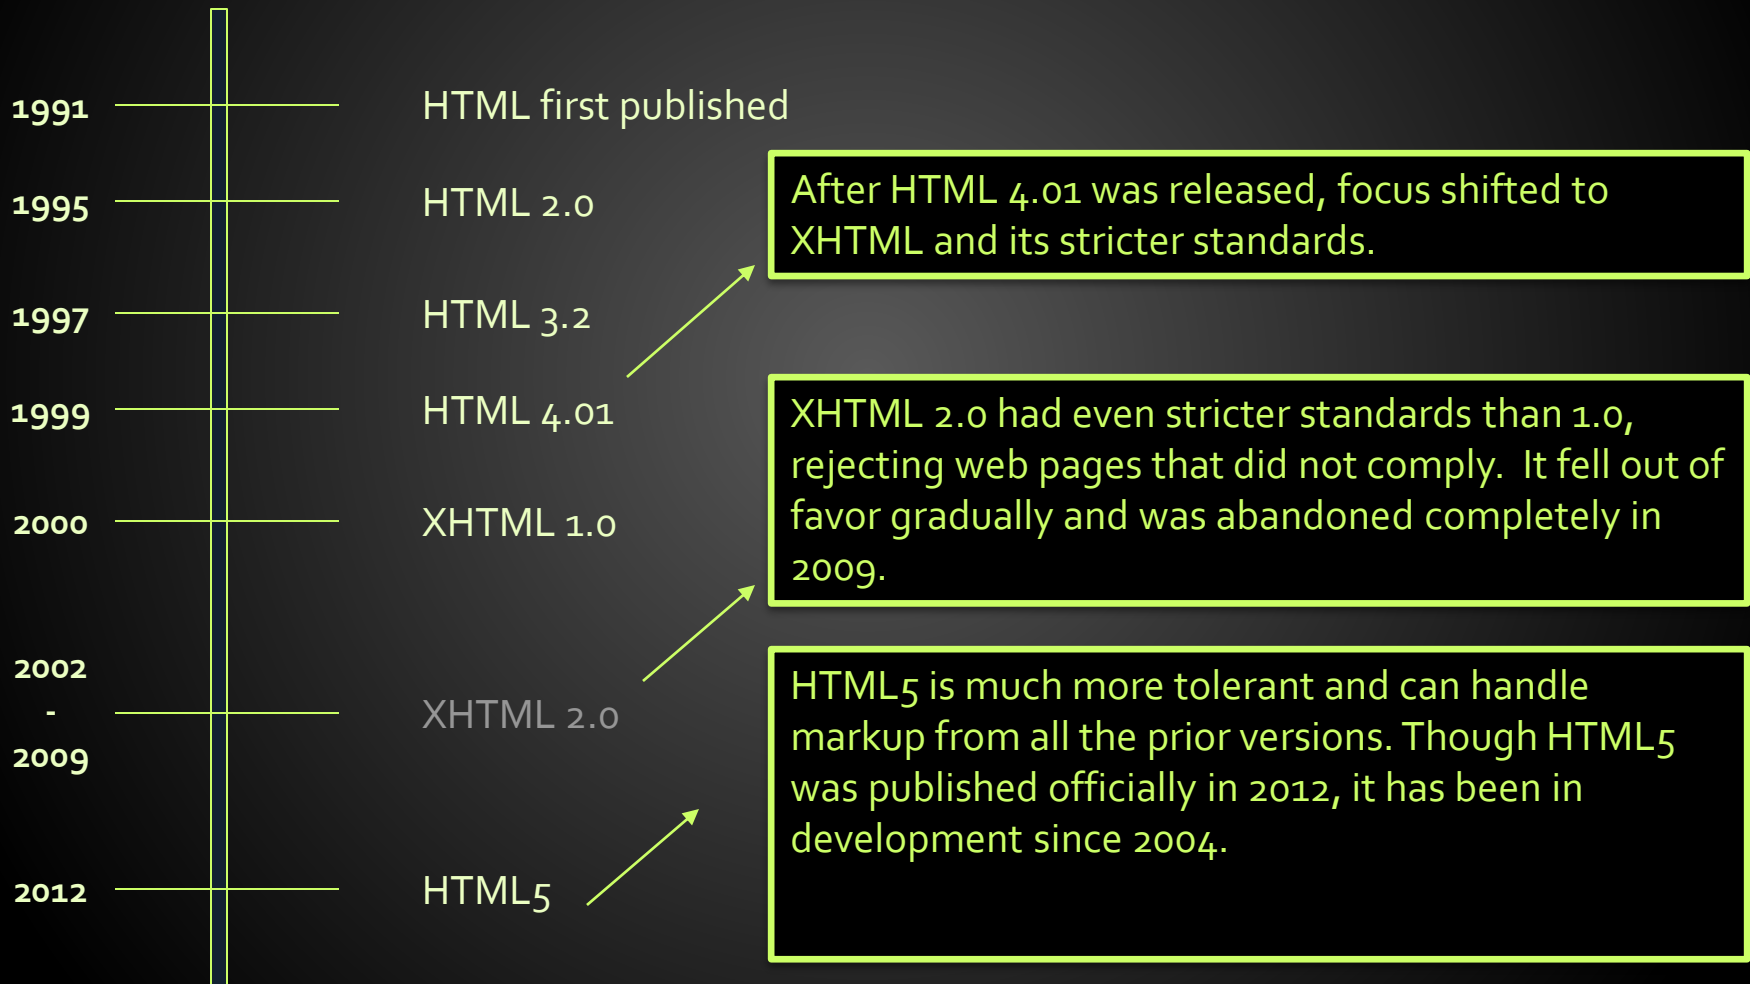 1991 HTML first published
1995 HTML 2.0
After HTML 4.01 was released, focus shifted to
XHTML and its stricter standards.
1997 HTML 3.2
1999 HTML 4.01
XHTML 2.0 had even stricter standards than 1.0,
rejecting web pages that did not comply.  It fell out of
favor gradually and was abandoned completely in
2009.
2000 XHTML 1.0
2002
-
2009
XHTML 2.0
HTML5 is much more tolerant and can handle
markup from all the prior versions. Though HTML5
was published officially in 2012, it has been in
development since 2004.
2012 HTML5